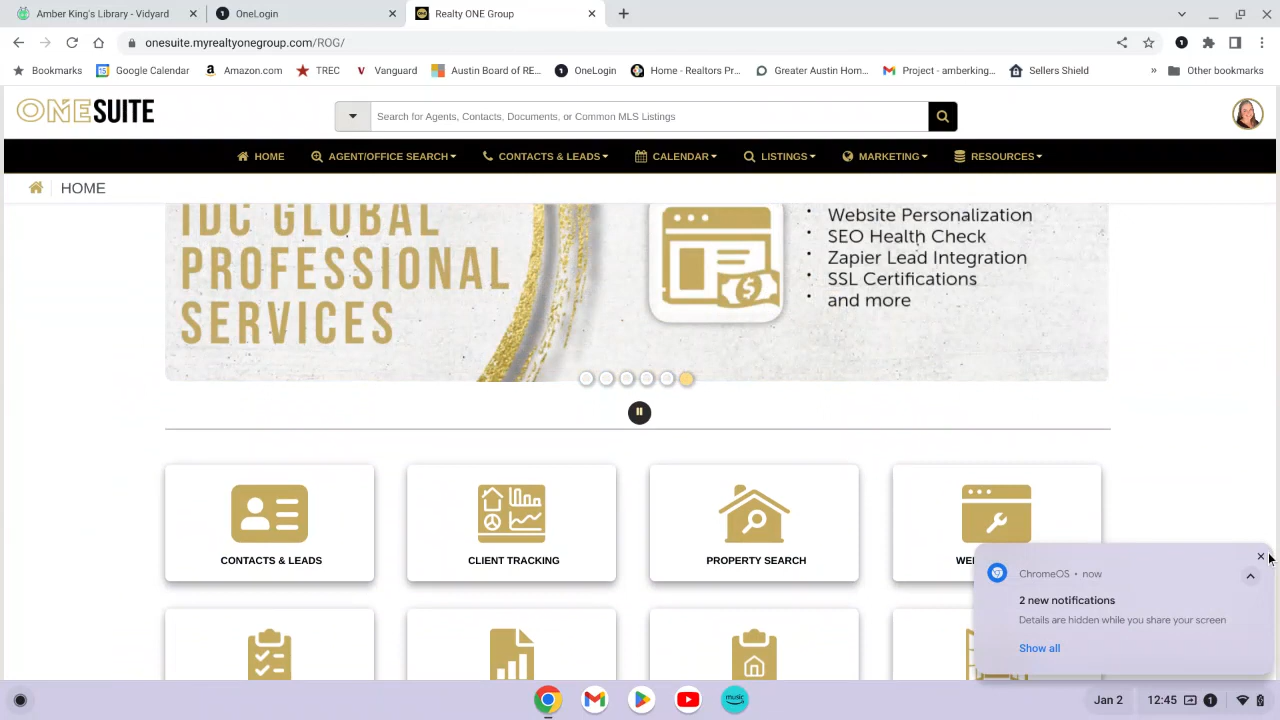 Amber King's Library - Vidyard
OneLogin
Realty ONE Group
onesuite.myrealtyonegroup.com/ROG/
Bookmarks
Google Calendar
Amazon.com
TREC
Vanguard
Austin Board of RE...
OneLogin
Home - Realtors Pr...
Greater Austin Hom...
Project - amberking...
Sellers Shield
»
Other bookmarks
ONESUITE
Search for Agents, Contacts, Documents, or Common MLS Listings
HOME
AGENT/OFFICE SEARCH
CONTACTS & LEADS
CALENDAR
LISTINGS
MARKETING
RESOURCES
HOME
IDC GLOBAL
PROFESSIONAL
SERVICES
• Website Personalization
• SEO Health Check
• Zapier Lead Integration
• SSL Certifications
• and more
CONTACTS & LEADS
CLIENT TRACKING
PROPERTY SEARCH
ChromeOS • now
2 new notifications
Details are hidden while you share your screen
Show all
Jan 2
12:45
music